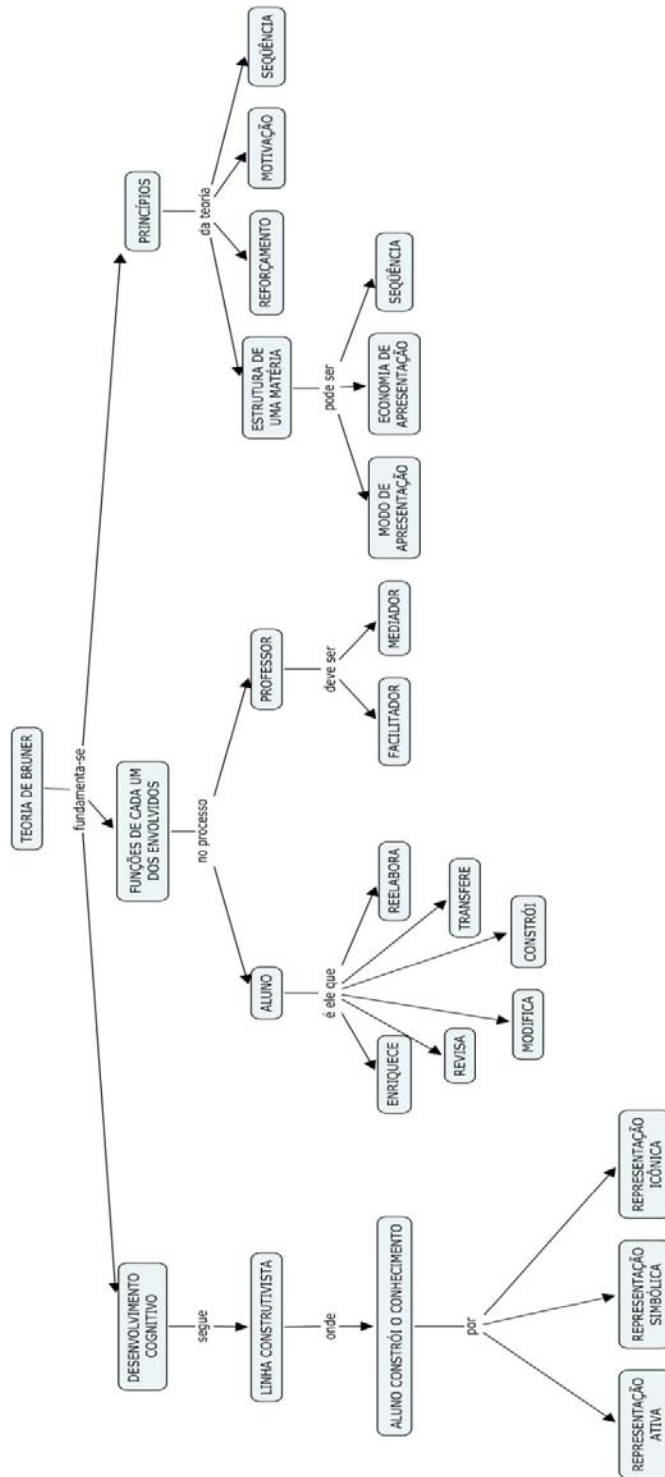 TEORIA DE BRUNER
fundamenta-se
DESENVOLVIMENTO
COGNITIVO
segue
LINHA CONSTRUTIVISTA
onde
ALUNO CONSTRÓI O CONHECIMENTO
por
REPRESENTAÇÃO
ATIVA
REPRESENTAÇÃO
SIMBÓLICA
REPRESENTAÇÃO
ICÔNICA
FUNÇÕES DE CADA UM
DOS ENVOLVIDOS
no processo
ALUNO
é ele que
ENRIQUECE
REVISA
MODIFICA
CONSTRÓI
TRANSFERE
REELABORA
PROFESSOR
deve ser
FACILITADOR
MEDIADOR
PRINCÍPIOS
da teoria
ESTRUTURA DE
UMA MATÉRIA
pode ser
MODO DE
APRESENTAÇÃO
ECONOMIA DE
APRESENTAÇÃO
SEQÜÊNCIA
REFORÇAMENTO
MOTIVAÇÃO
SEQÜÊNCIA